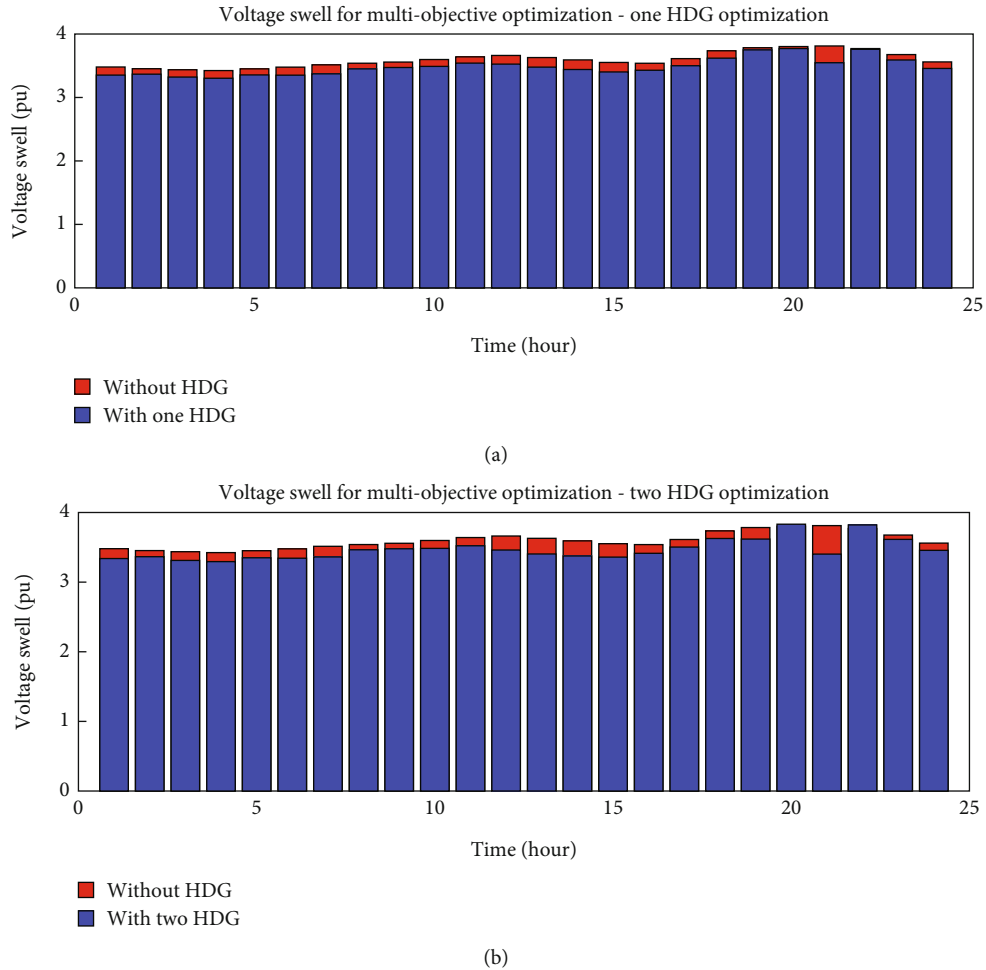 Voltage swell for multi-objective optimization - one HDG optimization
4
3
2
1
0
Voltage swell (pu)
0 5 10 15 20 25
Time (hour)
Without HDG
With one HDG
(a)
Voltage swell for multi-objective optimization - two HDG optimization
4
3
2
1
0
Voltage swell (pu)
0 5 10 15 20 25
Time (hour)
Without HDG
With two HDG
(b)